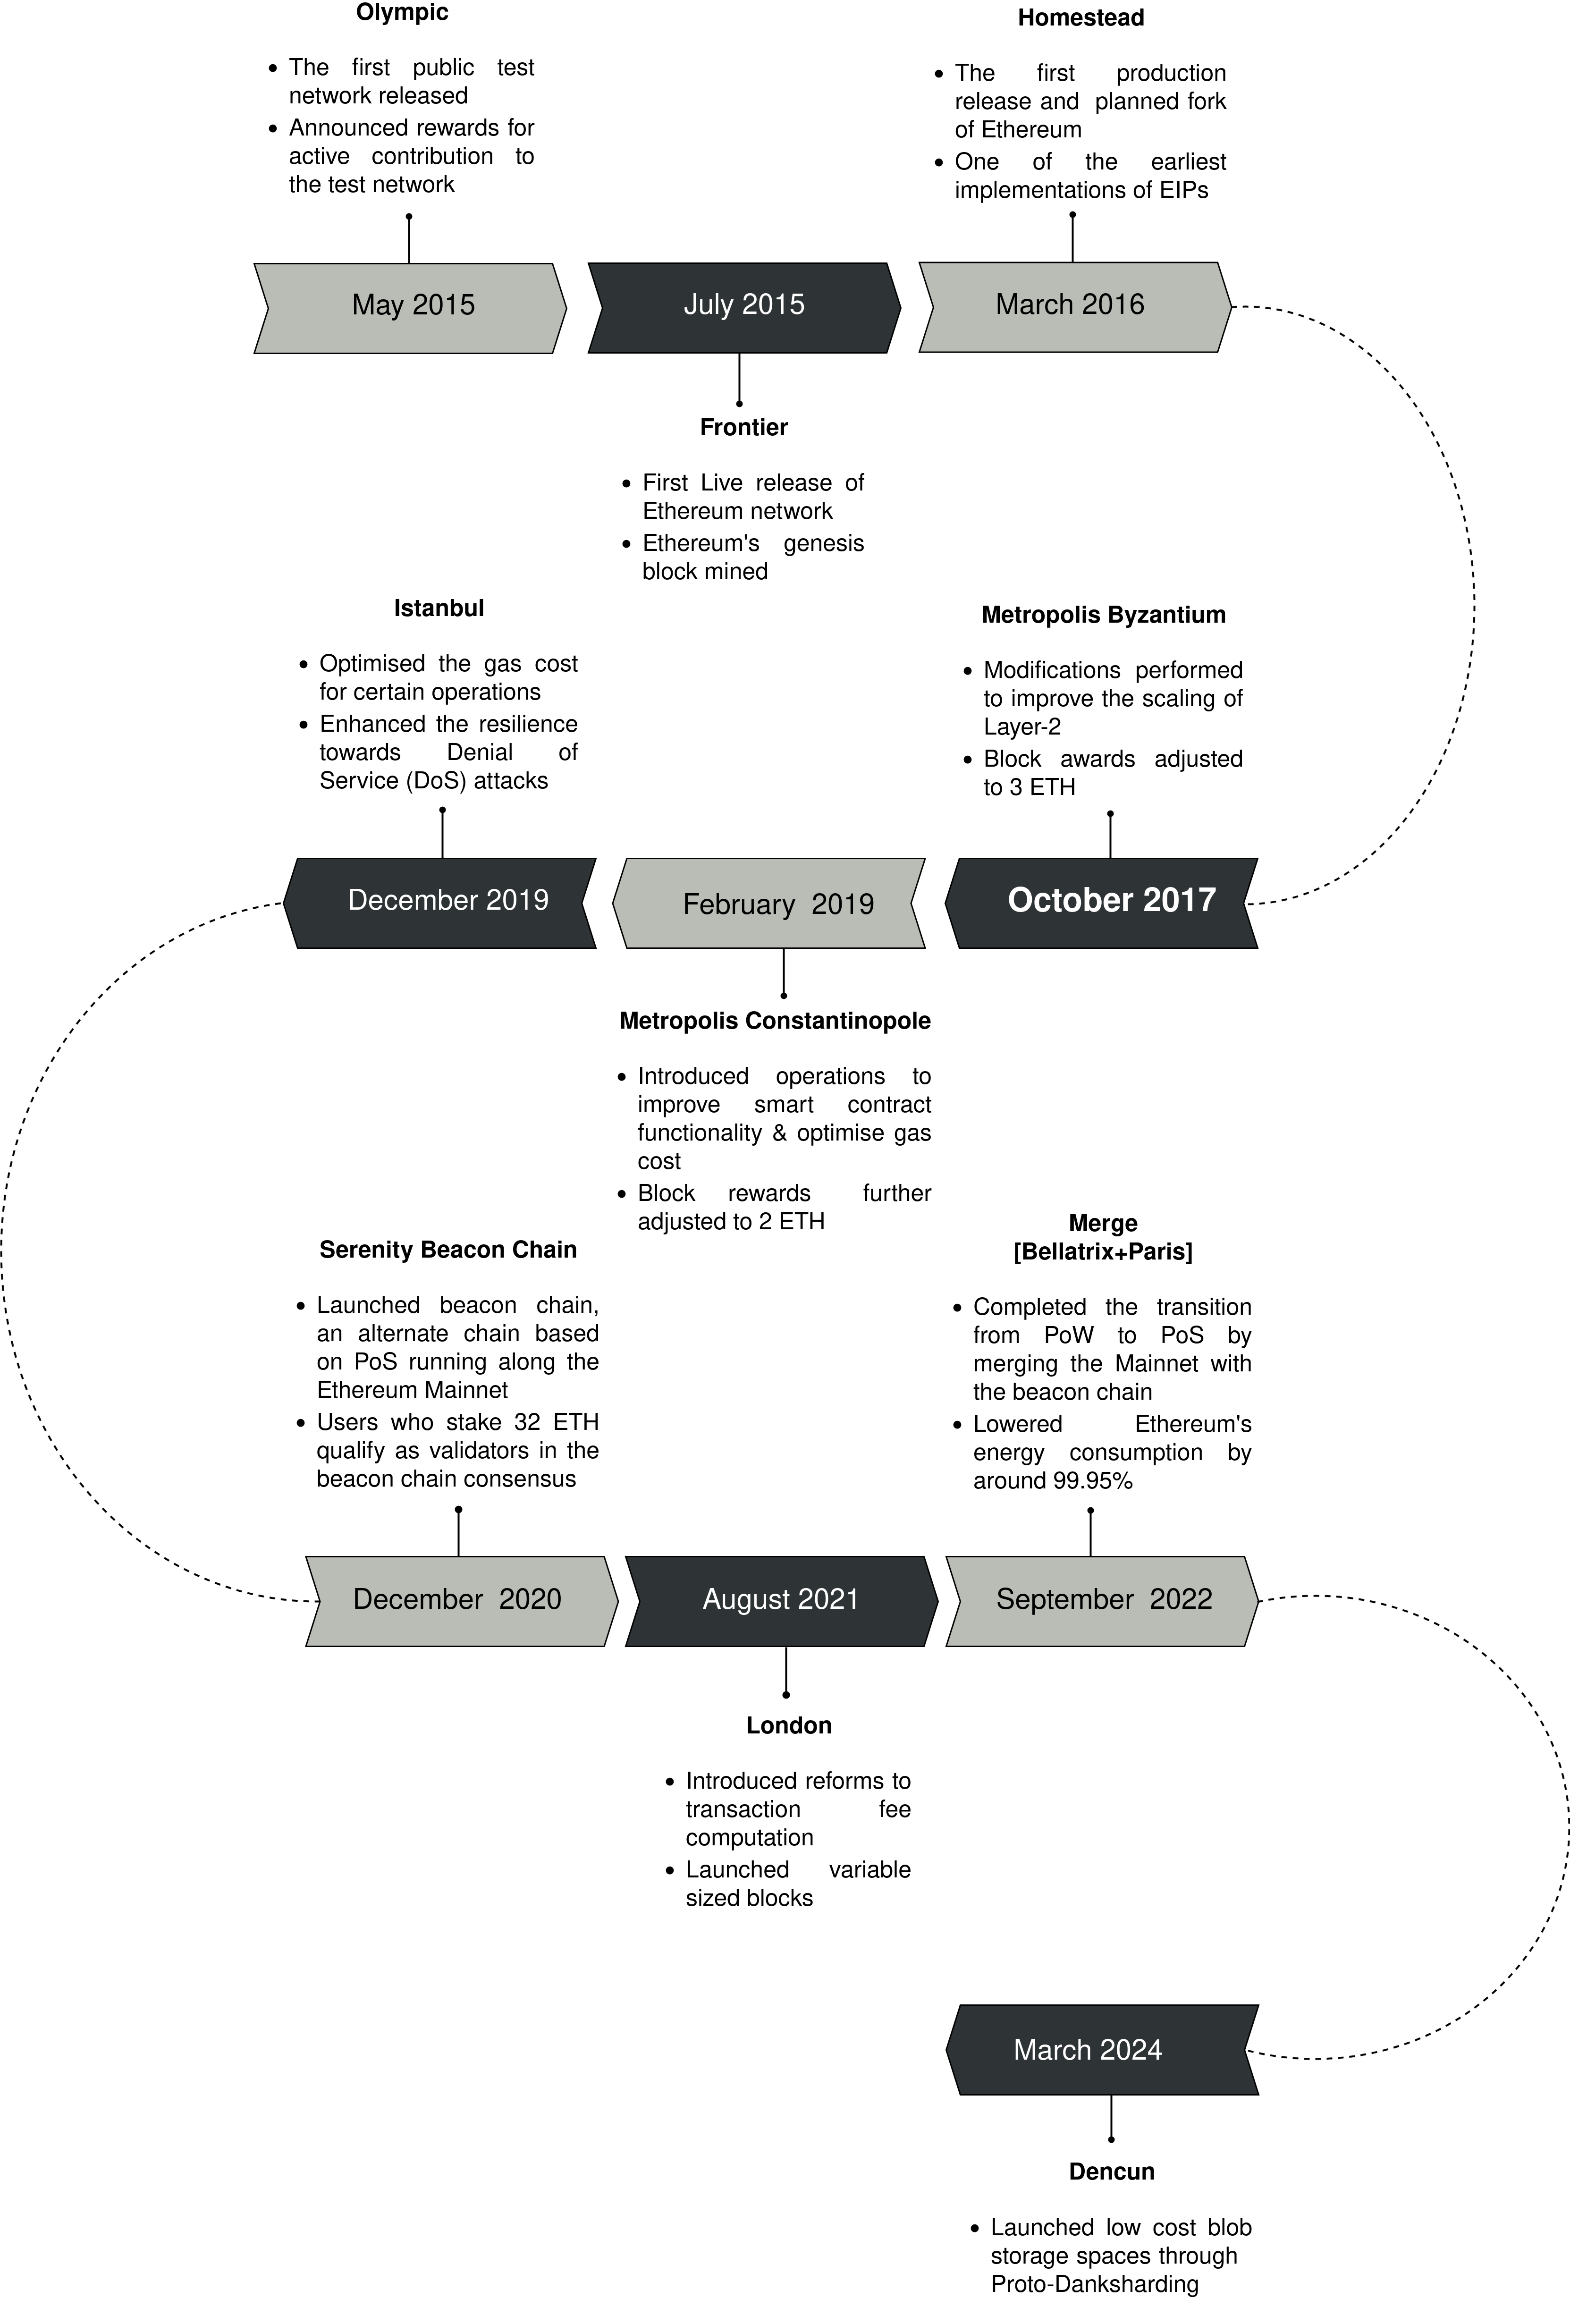 Olympic
• The first public test
network released
• Announced rewards for
active contribution to
the test network
May 2015
July 2015
Frontier
• First Live release of
Ethereum network
• Ethereum's genesis
block mined
Homestead
• The first production
release and planned fork
of Ethereum
• One of the earliest
implementations of EIPs
March 2016
Metropolis Byzantium
• Modifications performed
to improve the scaling of
Layer-2
• Block awards adjusted
to 3 ETH
October 2017
February 2019
Metropolis Constantinopole
• Introduced operations to
improve smart contract
functionality & optimise gas
cost
• Block rewards further
adjusted to 2 ETH
Istanbul
• Optimised the gas cost
for certain operations
• Enhanced the resilience
towards Denial of
Service (DoS) attacks
December 2019
Serenity Beacon Chain
• Launched beacon chain,
an alternate chain based
on PoS running along the
Ethereum Mainnet
• Users who stake 32 ETH
qualify as validators in the
beacon chain consensus
December 2020
August 2021
London
• Introduced reforms to
transaction fee
computation
• Launched variable
sized blocks
Merge
[Bellatrix+Paris]
• Completed the transition
from PoW to PoS by
merging the Mainnet with
the beacon chain
• Lowered Ethereum's
energy consumption by
around 99.95%
September 2022
March 2024
Dencun
• Launched low cost blob
storage spaces through
Proto-Danksharding